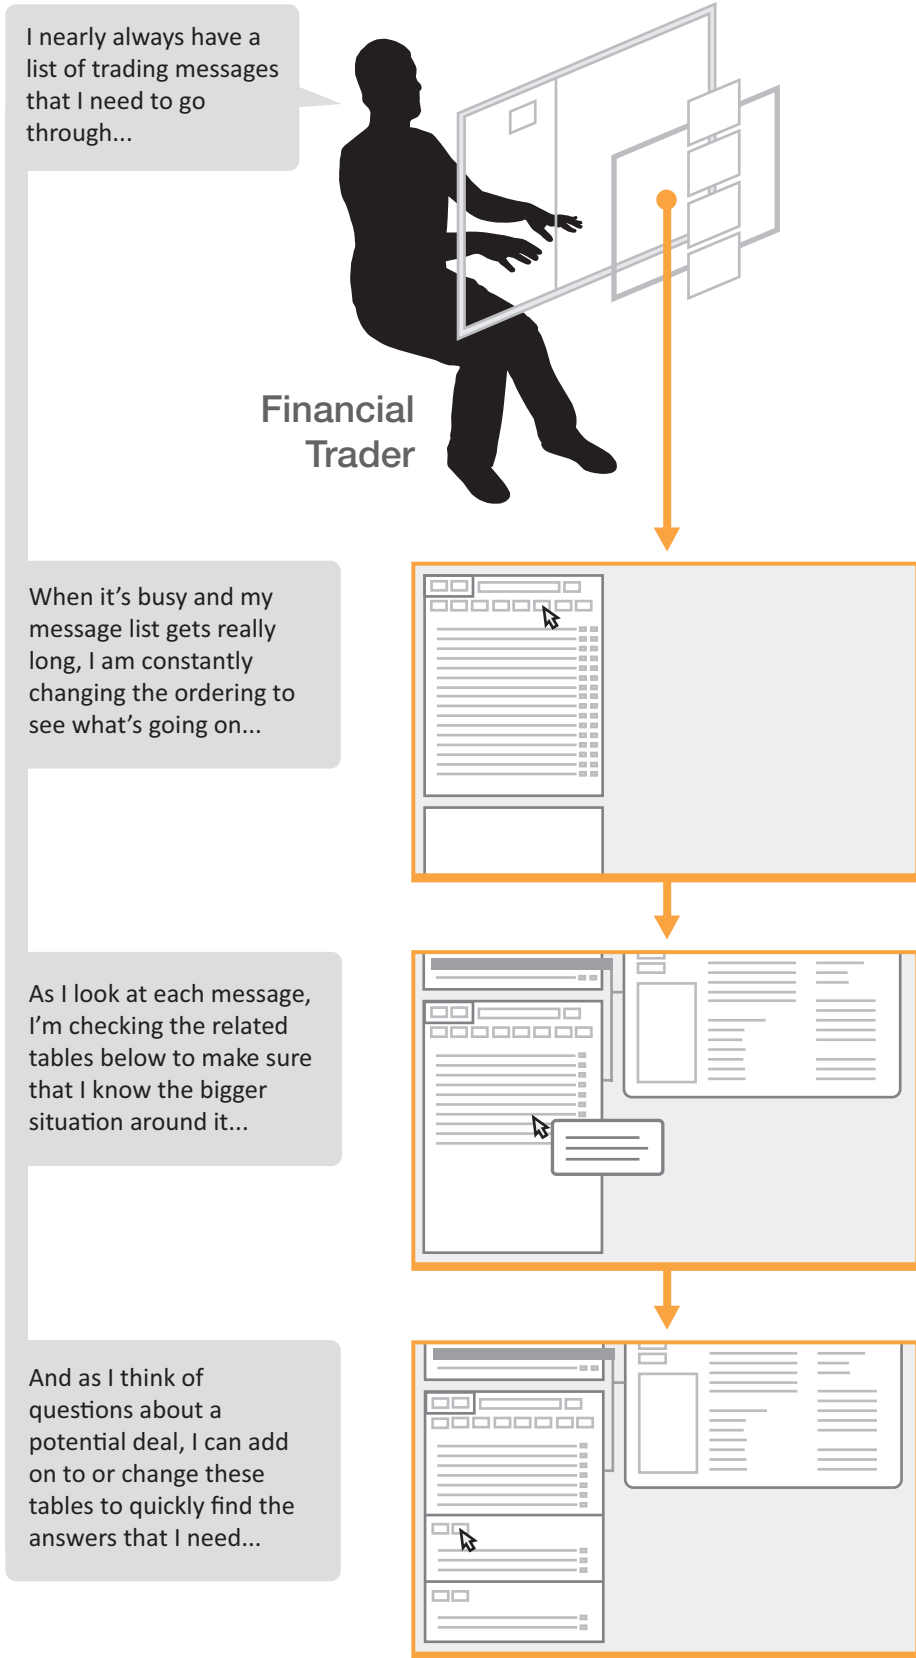 I nearly always have a
list of trading messages
that I need to go
through...
Financial
Trader
When it's busy and my
message list gets really
long, I am constantly
changing the ordering to
see what’s going on...
As I look at each message,
I’m checking the related
tables below to make sure
that I know the bigger
situation around it...
And as I think of
questions about a
potential deal, I can add
on to or change these
tables to quickly find the
answers that I need...